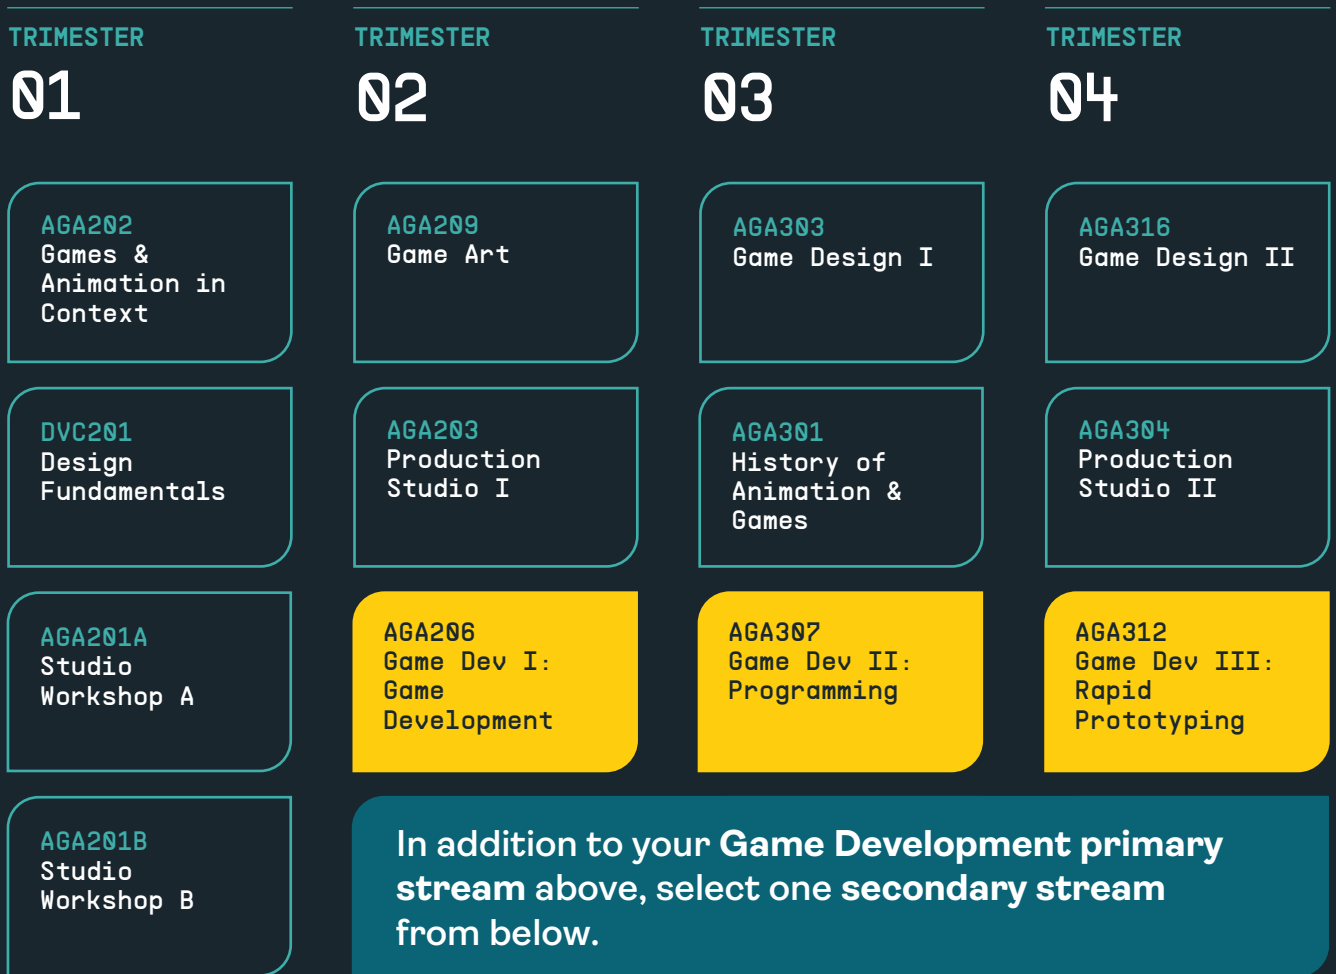 TRIMESTER
01
AGA202
Games &
Animation in
Context
DVC201
Design
Fundamentals
AGA201A
Studio
Workshop A
AGA201B
Studio
Workshop B
TRIMESTER
02
AGA209
Game Art
AGA203
Production
Studio I
AGA206
Game Dev I:
Game
Development
TRIMESTER
03
AGA303
Game Design I
AGA301
History of
Animation &
Games
AGA307
Game Dev II:
Programming
TRIMESTER
04
AGA316
Game Design II
AGA304
Production
Studio II
AGA312
Game Dev III:
Rapid
Prototyping
In addition to your Game Development primary
stream above, select one secondary stream
from below.